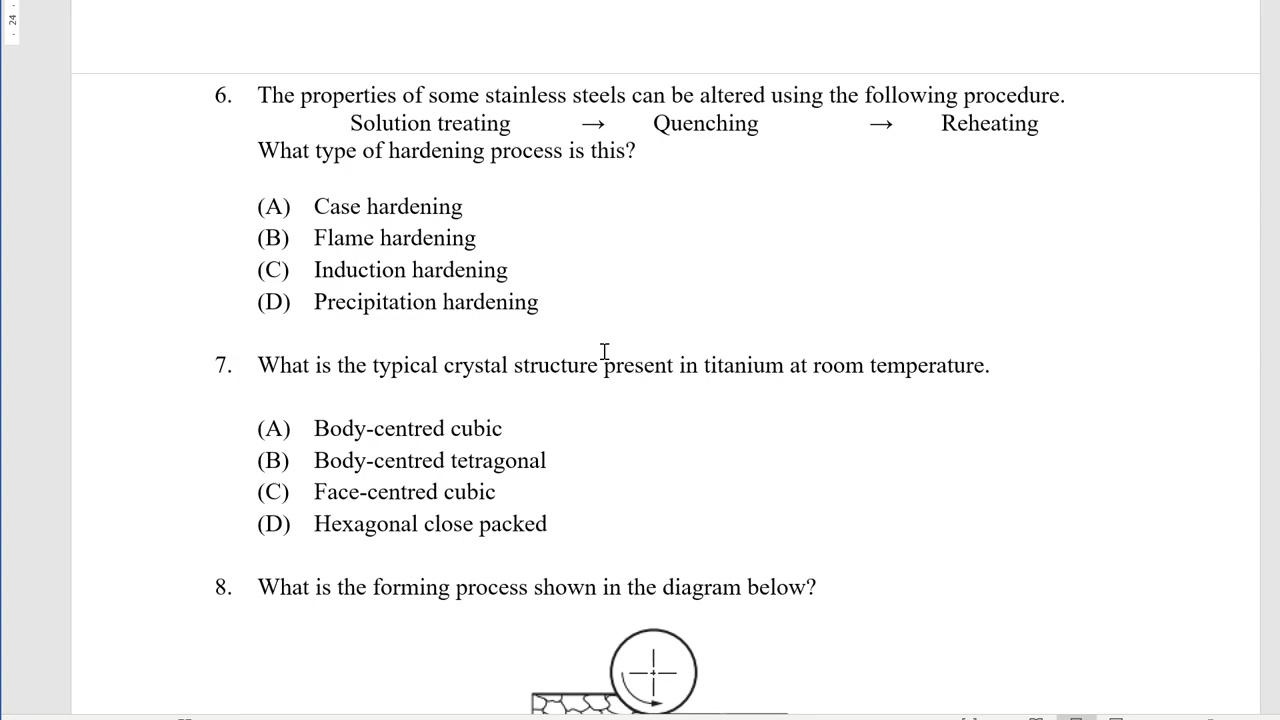 24
6. The properties of some stainless steels can be altered using the following procedure.
Solution treating → Quenching → Reheating
What type of hardening process is this?
(A) Case hardening
(B) Flame hardening
(C) Induction hardening
(D) Precipitation hardening
7. What is the typical crystal structure present in titanium at room temperature.
(A) Body-centred cubic
(B) Body-centred tetragonal
(C) Face-centred cubic
(D) Hexagonal close packed
8. What is the forming process shown in the diagram below?